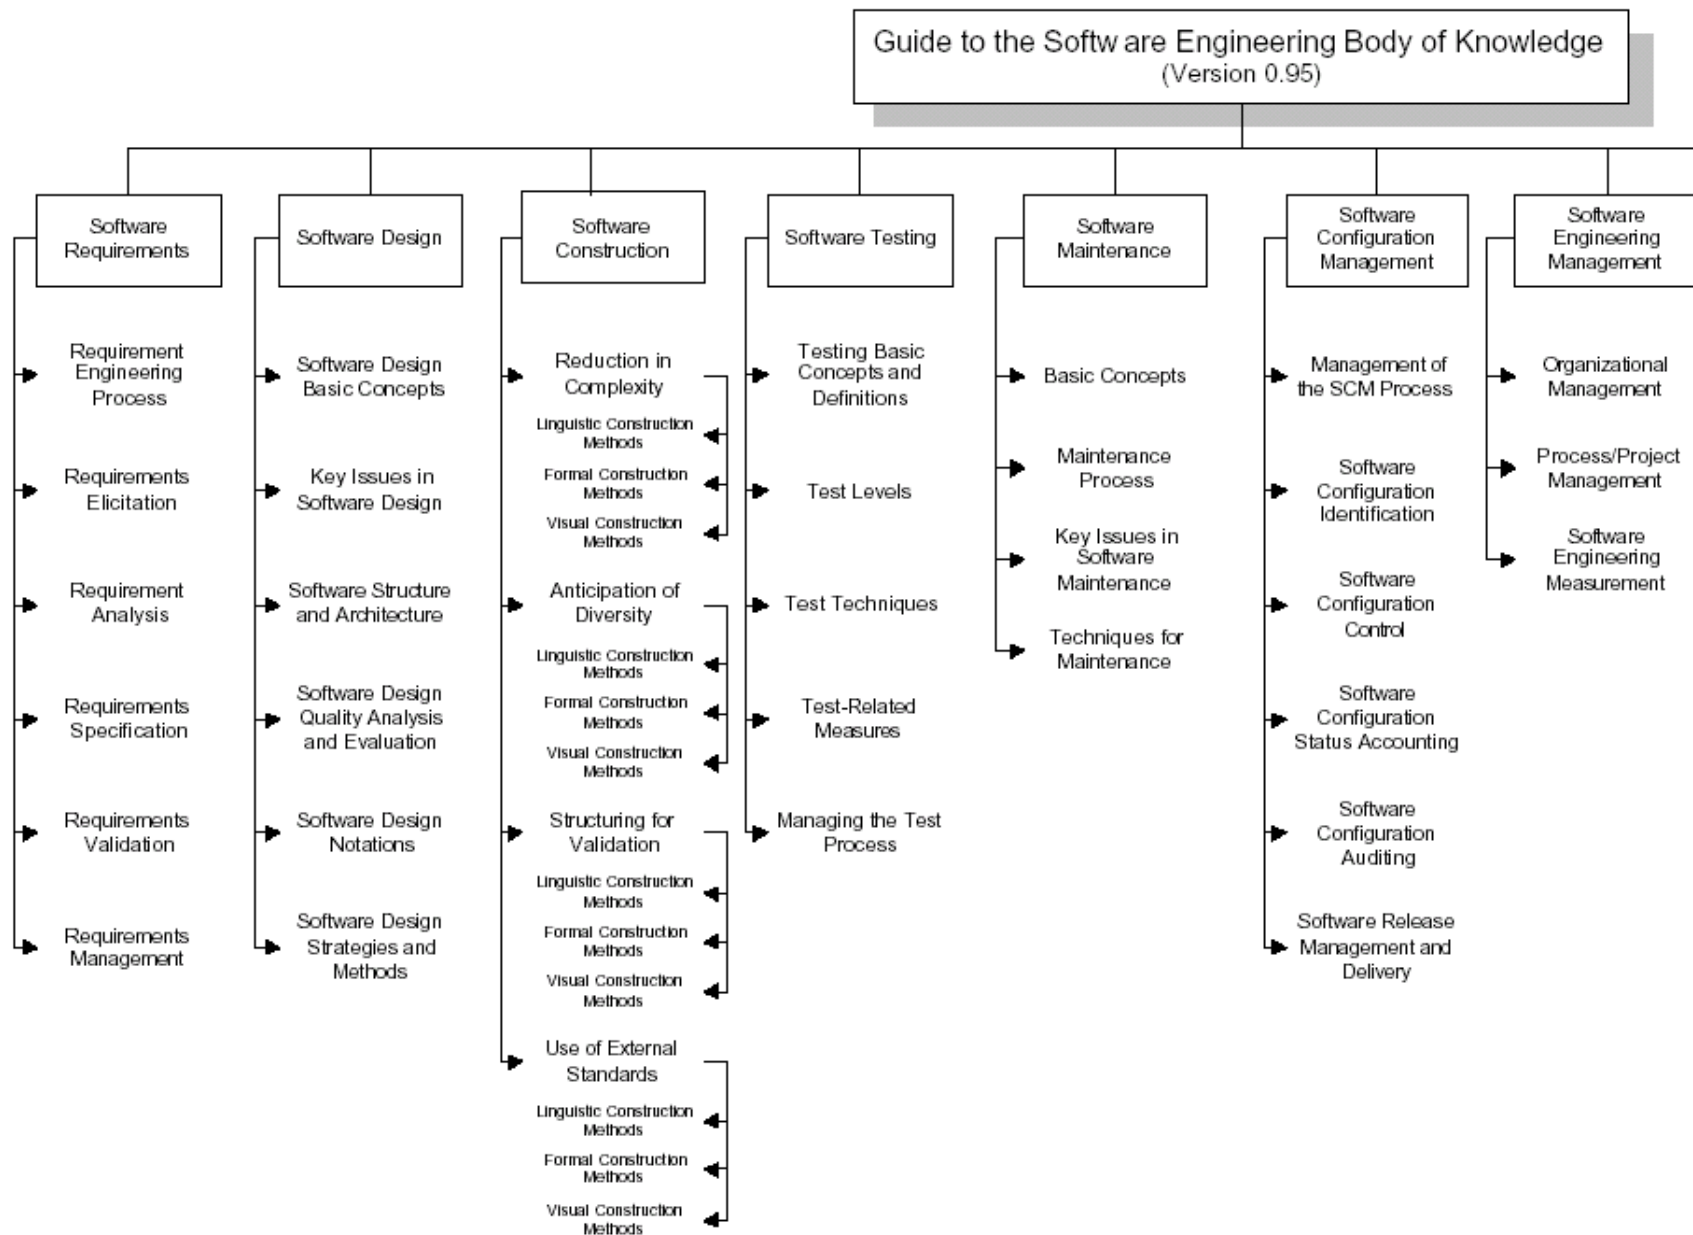 Guide to the Software Engineering Body of Knowledge
(Version 0.95)
Software
Requirements
Software Design
Software
Construction
Software Testing
Software
Maintenance
Software
Configuration
Management
Software
Engineering
Management
Requirement
Engineering
Process
Requirements
Elicitation
Requirement
Analysis
Requirements
Specification
Requirements
Validation
Requirements
Management
Software Design
Basic Concepts
Key Issues in
Software Design
Software Structure
and Architecture
Software Design
Quality Analysis
and Evaluation
Software Design
Notations
Software Design
Strategies and
Methods
Reduction in
Complexity
Linguistic Construction
Methods
Formal Construction
Methods
Visual Construction
Methods
Anticipation of
Diversity
Linguistic Construction
Methods
Formal Construction
Methods
Visual Construction
Methods
Structuring for
Validation
Linguistic Construction
Methods
Formal Construction
Methods
Visual Construction
Methods
Use of External
Standards
Linguistic Construction
Methods
Formal Construction
Methods
Visual Construction
Methods
Testing Basic
Concepts and
Definitions
Test Levels
Test Techniques
Test-Related
Measures
Managing the Test
Process
Basic Concepts
Maintenance
Process
Key Issues in
Software
Maintenance
Techniques for
Maintenance
Management of
the SCM Process
Software
Configuration
Identification
Software
Configuration
Control
Software
Configuration
Status Accounting
Software
Configuration
Auditing
Software Release
Management and
Delivery
Organizational
Management
Process/Project
Management
Software
Engineering
Measurement